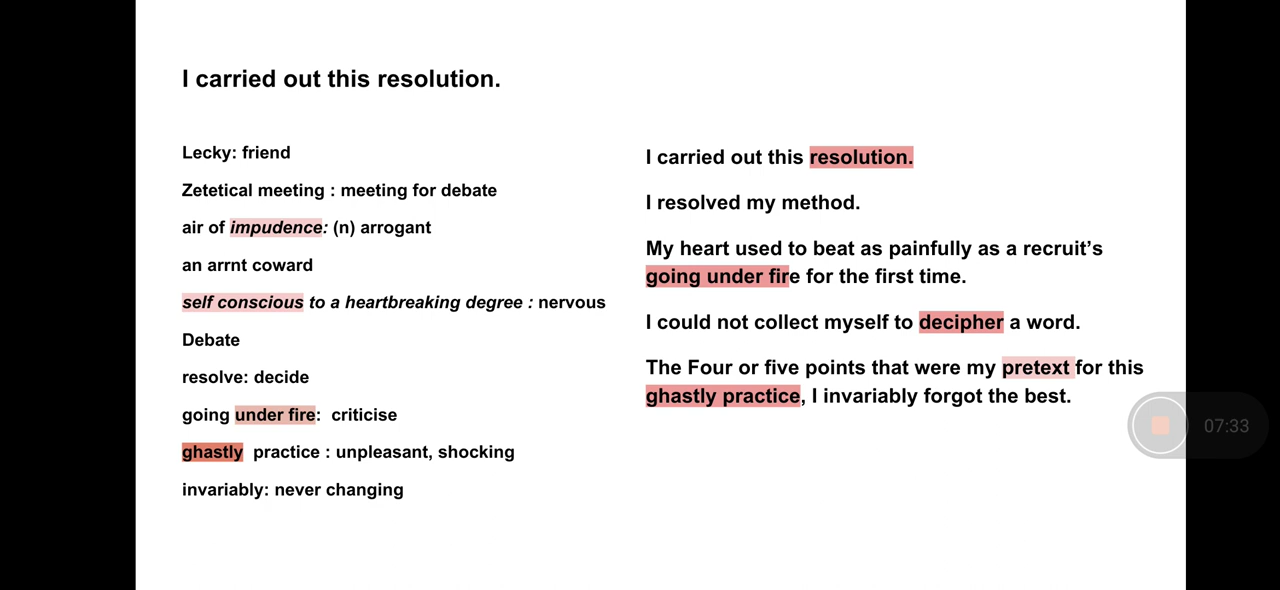 I carried out this resolution.
Lecky: friend
Zetetical meeting : meeting for debate
air of impudence: (n) arrogant
an arrnt coward
self conscious to a heartbreaking degree : nervous
Debate
resolve: decide
going under fire:  criticise
ghastly  practice : unpleasant, shocking
invariably: never changing
I carried out this resolution.
I resolved my method.
My heart used to beat as painfully as a recruit’s
going under fire for the first time.
I could not collect myself to decipher a word.
The Four or five points that were my pretext for this
ghastly practice, I invariably forgot the best.
07:33